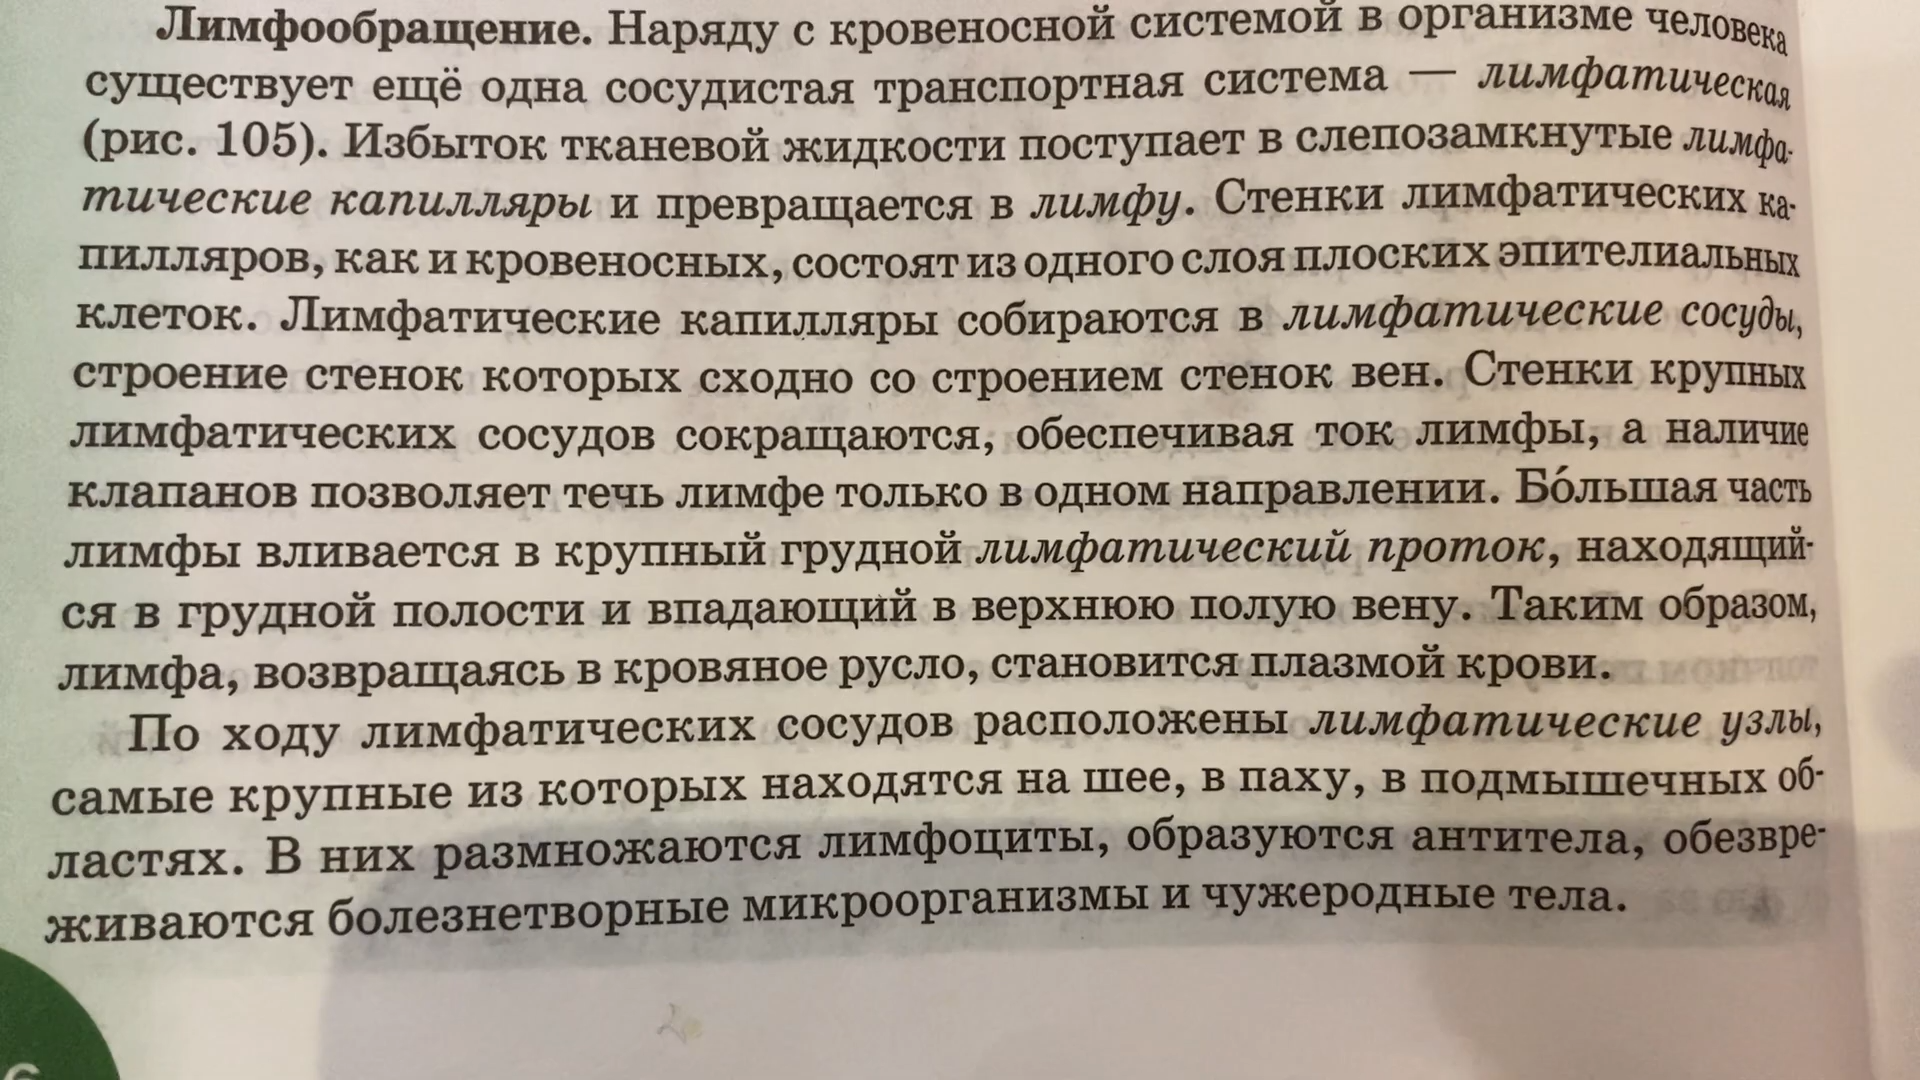 Лимфообращение. Наряду с кровеносной системой в организме человека
существует ещё одна сосудистая транспортная система — лимфатическая
(рис. 105). Избыток тканевой жидкости поступает в слепозамкнутые лимфа-
тические капилляры и превращается в лимфу. Стенки лимфатических ка-
пилляров, как и кровеносных, состоят из одного слоя плоских эпителиальных
клеток. Лимфатические капилляры собираются в лимфатические сосуды,
строение стенок которых сходно со строением стенок вен. Стенки крупных
лимфатических сосудов сокращаются, обеспечивая ток лимфы, а наличие
клапанов позволяет течь лимфе только в одном направлении. Бо́льшая часть
лимфы вливается в крупный грудной лимфатический проток, находящий-
ся в грудной полости и впадающий в верхнюю полую вену. Таким образом,
лимфа, возвращаясь в кровяное русло, становится плазмой крови.
По ходу лимфатических сосудов расположены лимфатические узлы,
самые крупные из которых находятся на шее, в паху, в подмышечных об-
ластях. В них размножаются лимфоциты, образуются антитела, обезвре-
живаются болезнетворные микроорганизмы и чужеродные тела.